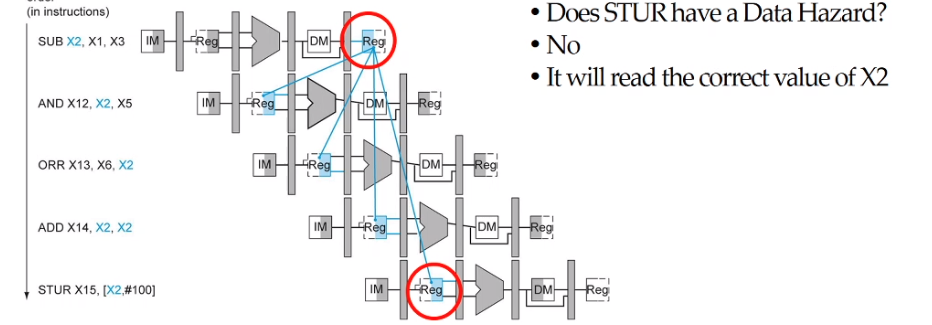 (in instructions)
SUB X2, X1, X3 IM Reg DM Reg
AND X12, X2, X5 IM Reg DM Reg
ORR X13, X6, X2 IM Reg DM Reg
ADD X14, X2, X2 IM Reg DM Reg
STUR X15, [X2,#100] IM Reg DM Reg
• Does STUR have a Data Hazard?
• No
• It will read the correct value of X2